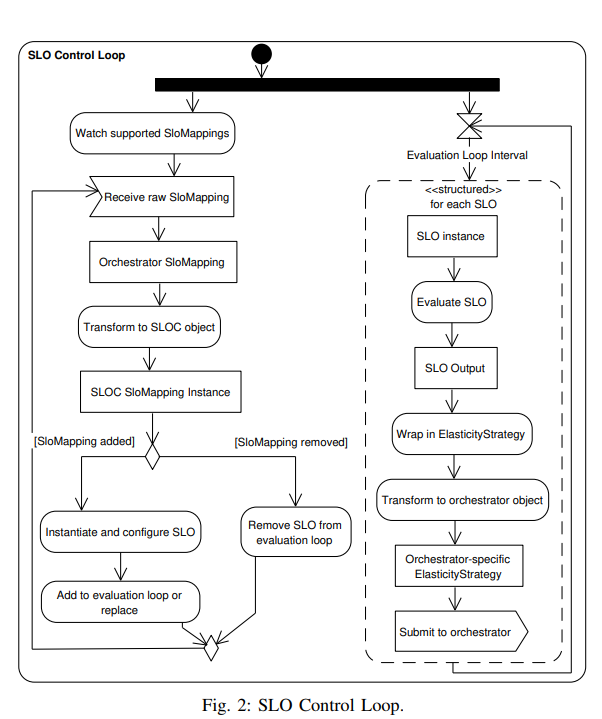 SLO Control Loop
Watch supported SloMappings
Receive raw SloMapping
Orchestrator SloMapping
Transform to SLOC object
SLOC SloMapping Instance
[SloMapping added]
[SloMapping removed]
Instantiate and configure SLO
Remove SLO from
evaluation loop
Add to evaluation loop or
replace
Evaluation Loop Interval
<<structured>>
for each SLO
SLO instance
Evaluate SLO
SLO Output
Wrap in ElasticityStrategy
Transform to orchestrator object
Orchestrator-specific
ElasticityStrategy
Submit to orchestrator
Fig. 2: SLO Control Loop.